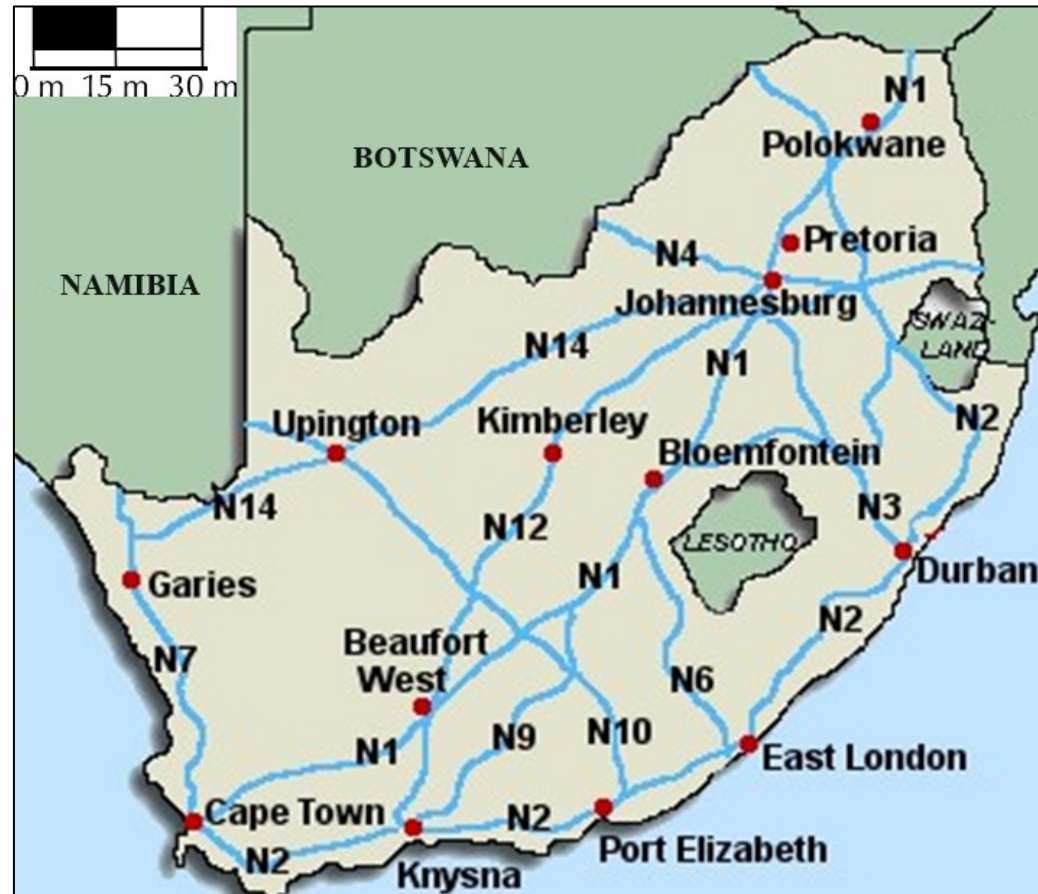 0 m 15 m 30 m
N1
Polokwane
BOTSWANA
Pretoria
N4
NAMIBIA
Johannesburg
SWAZI-
LAND
N14
N1
Upington
Kimberley
N2
Bloemfontein
N14
N12
N3
LESOTHO
Durban
N1
Garies
N2
Beaufort
West
N7
N6
N9
N10
N1
East London
Cape Town
N2
N2
Port Elizabeth
Knysna